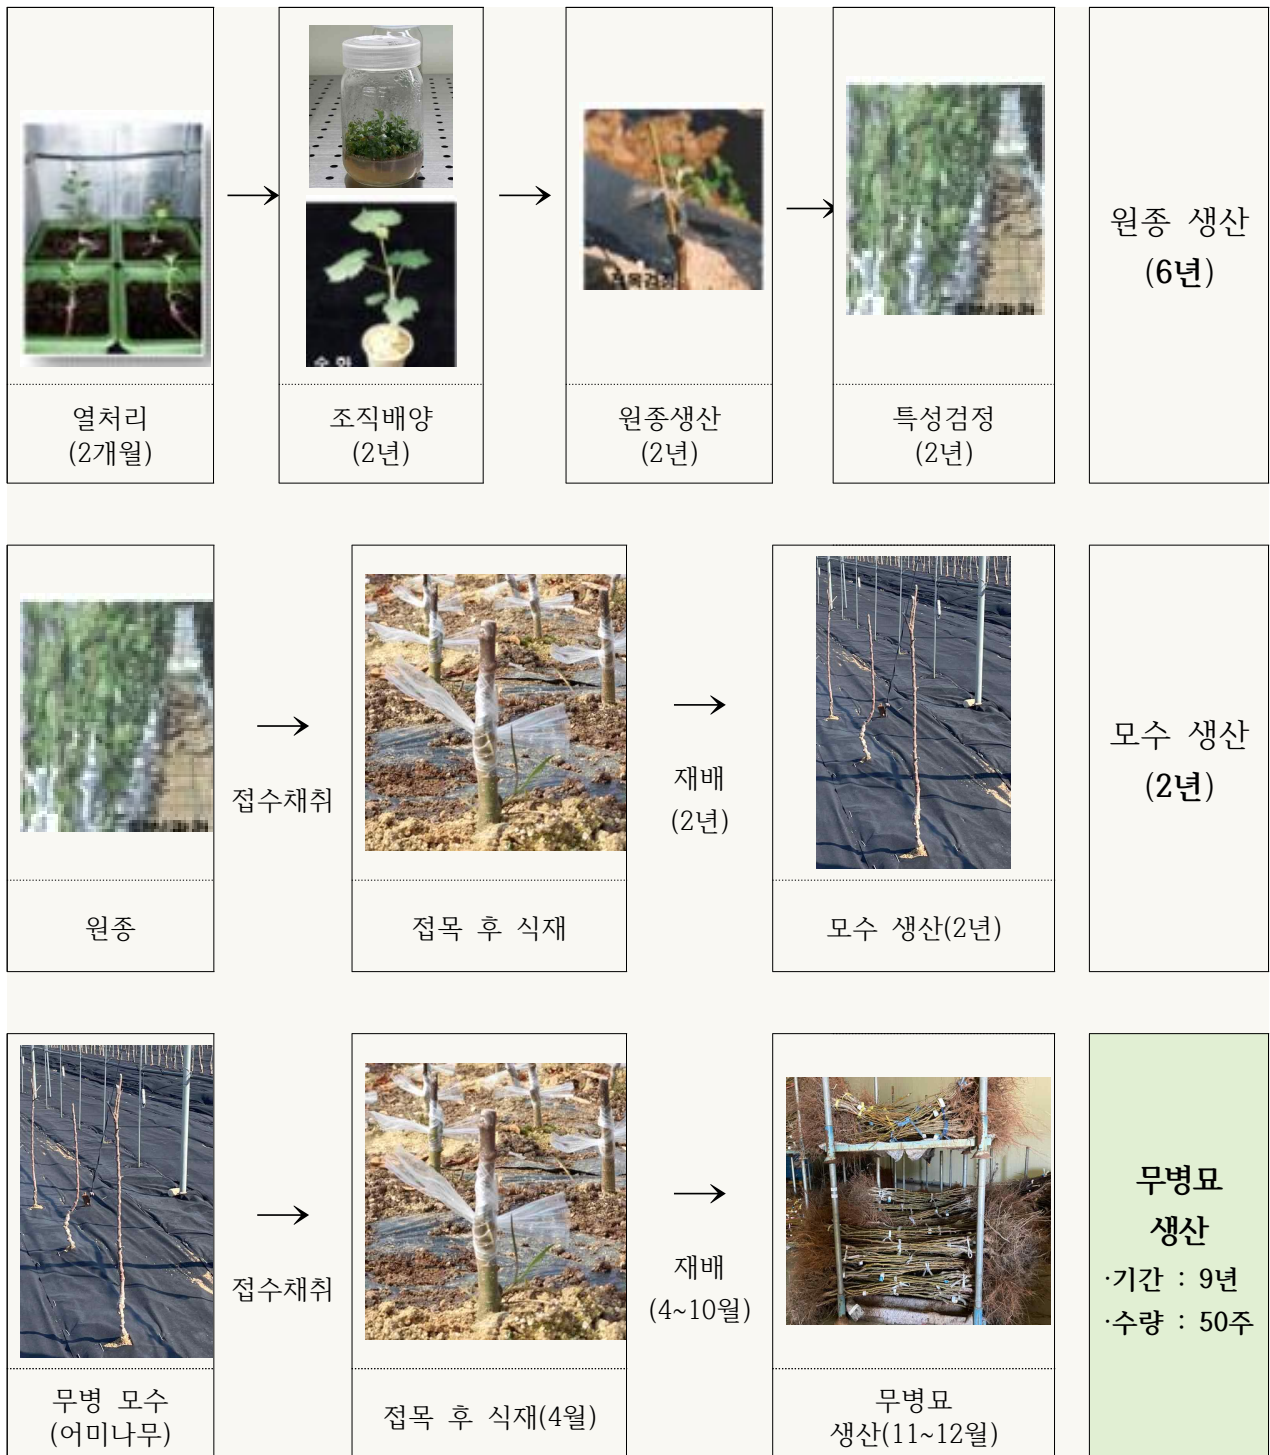 열처리
(2개월)
조직배양
(2년)
원종생산
(2년)
특성검정
(2년)
원종 생산
(6년)
원종
접수채취
접목 후 식재
재배
(2년)
모수 생산(2년)
모수 생산
(2년)
무병 모수
(어미나무)
접수채취
접목 후 식재(4월)
재배
(4~10월)
무병묘
생산(11~12월)
무병묘
생산
·기간 : 9년
·수량 : 50주